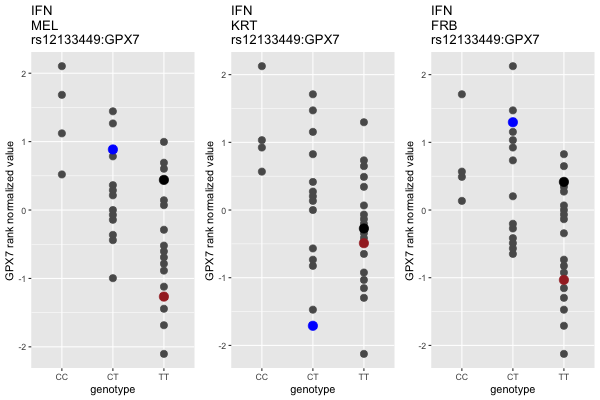 IFN
MEL
rs12133449:GPX7
GPX7 rank normalized value
2
1
0
-1
-2
CC CT TT
genotype
IFN
KRT
rs12133449:GPX7
GPX7 rank normalized value
2
1
0
-1
-2
CC CT TT
genotype
IFN
FRB
rs12133449:GPX7
GPX7 rank normalized value
2
1
0
-1
-2
CC CT TT
genotype